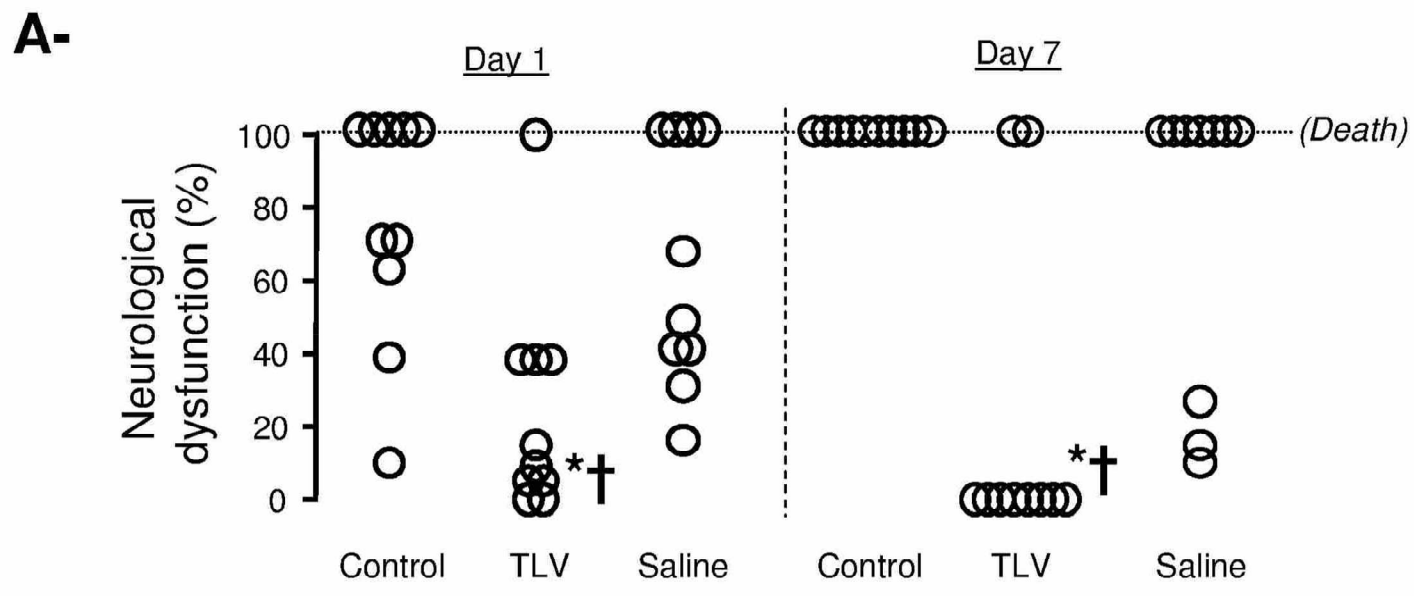 A-
Day 1
Day 7
100
80
60
40
20
0
Neurological
dysfunction (%)
(Death)
*†
*†
Control TLV Saline Control TLV Saline